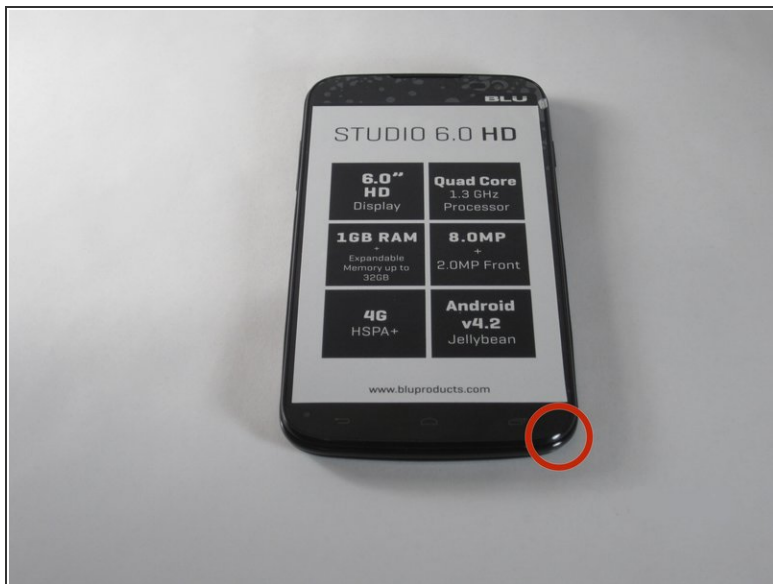 BLU
STUDIO 6.0 HD
6.0"
HD
Display
Quad Core
1.3 GHz
Processor
1GB RAM
+
Expandable
Memory up to
32GB
8.0MP
+
2.0MP Front
4G
HSPA+
Android
v4.2
Jellybean
www.bluproducts.com